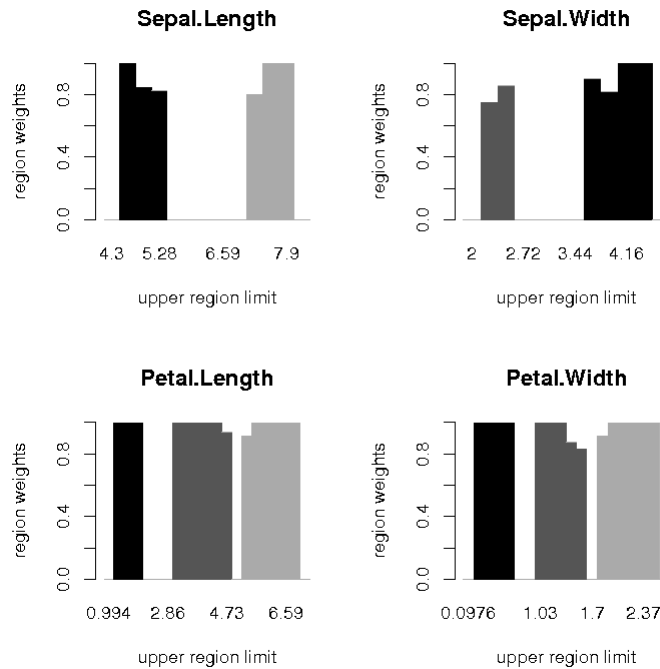 Sepal.Length
region weights
0.0 0.4 0.8
4.3 5.28 6.59 7.9
upper region limit
Sepal.Width
region weights
0.0 0.4 0.8
2 2.72 3.44 4.16
upper region limit
Petal.Length
region weights
0.0 0.4 0.8
0.994 2.86 4.73 6.59
upper region limit
Petal.Width
region weights
0.0 0.4 0.8
0.0976 1.03 1.7 2.37
upper region limit